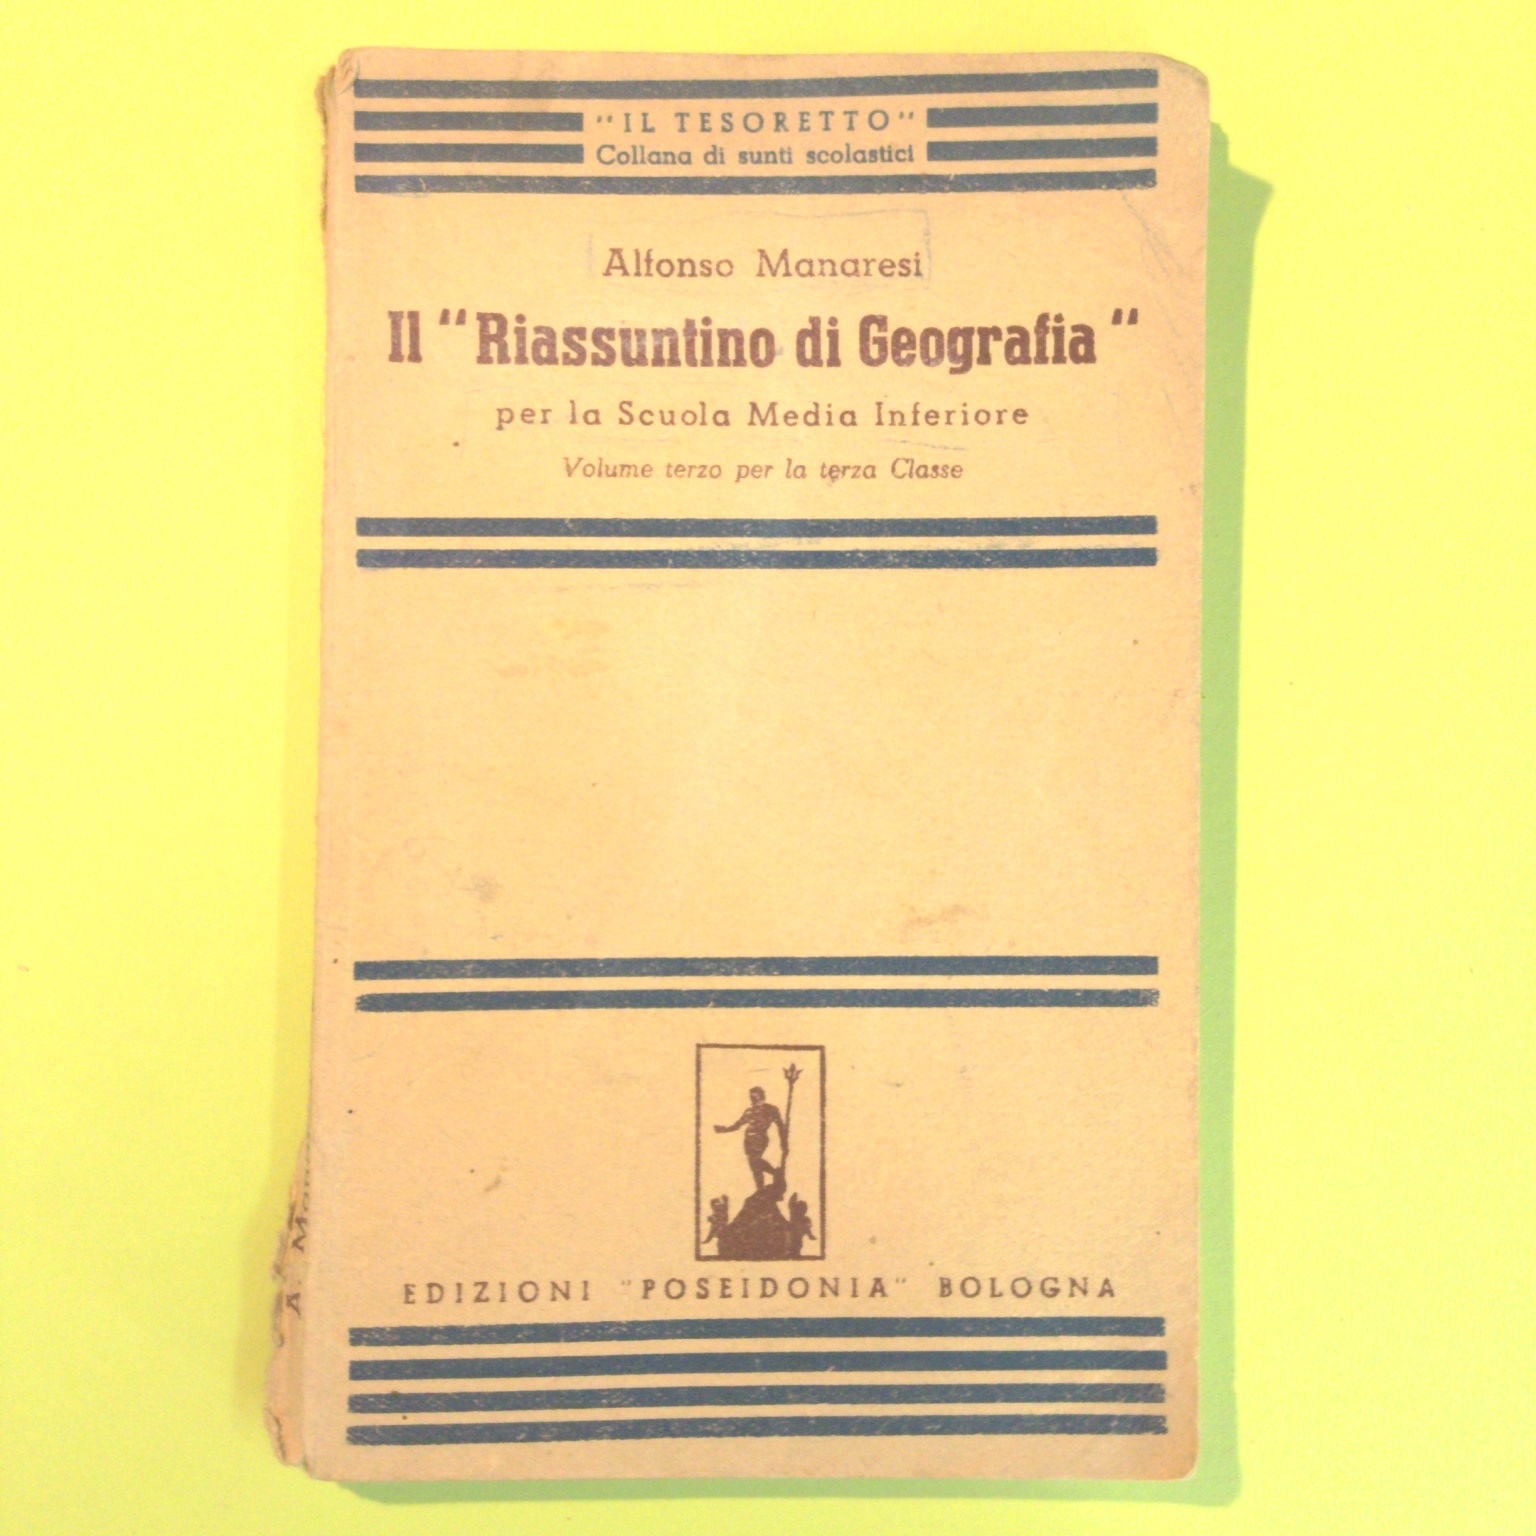 "IL TESORETTO"
Collana di sunti scolastici
Alfonso Manaresi
Il "Riassuntino di Geografia"
per la Scuola Media Inferiore
Volume terzo per la terza Classe
EDIZIONI "POSEIDONIA" BOLOGNA
A.